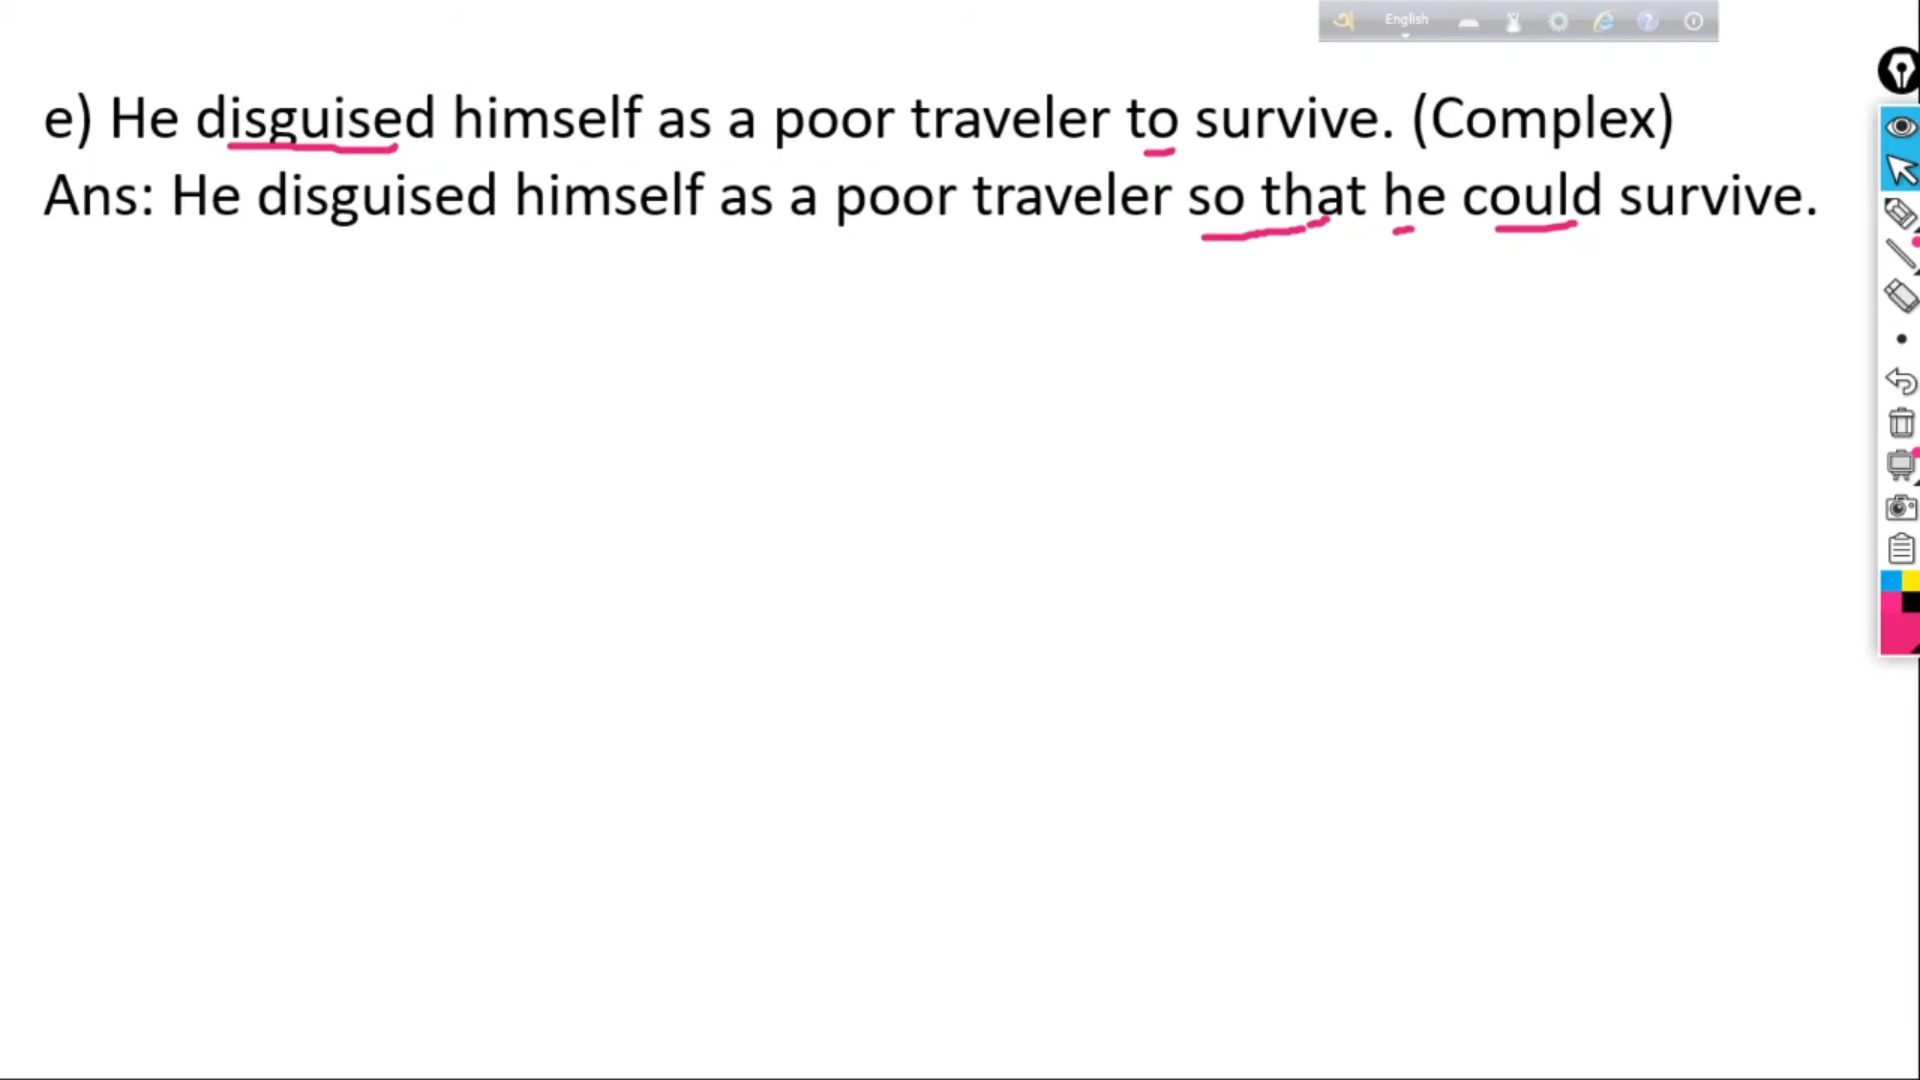 অ English
e) He disguised himself as a poor traveler to survive. (Complex)
Ans: He disguised himself as a poor traveler so that he could survive.